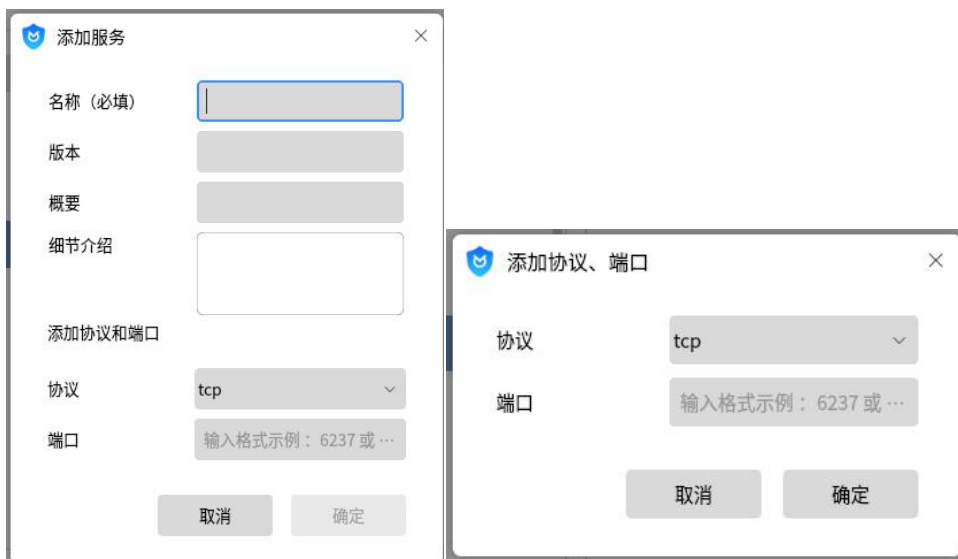 添加服务
名称（必填）
版本
概要
细节介绍
添加协议和端口
协议
tcp
端口
输入格式示例：6237 或 ···
取消
确定
添加协议、端口
协议
tcp
端口
输入格式示例：6237 或 ···
取消
确定